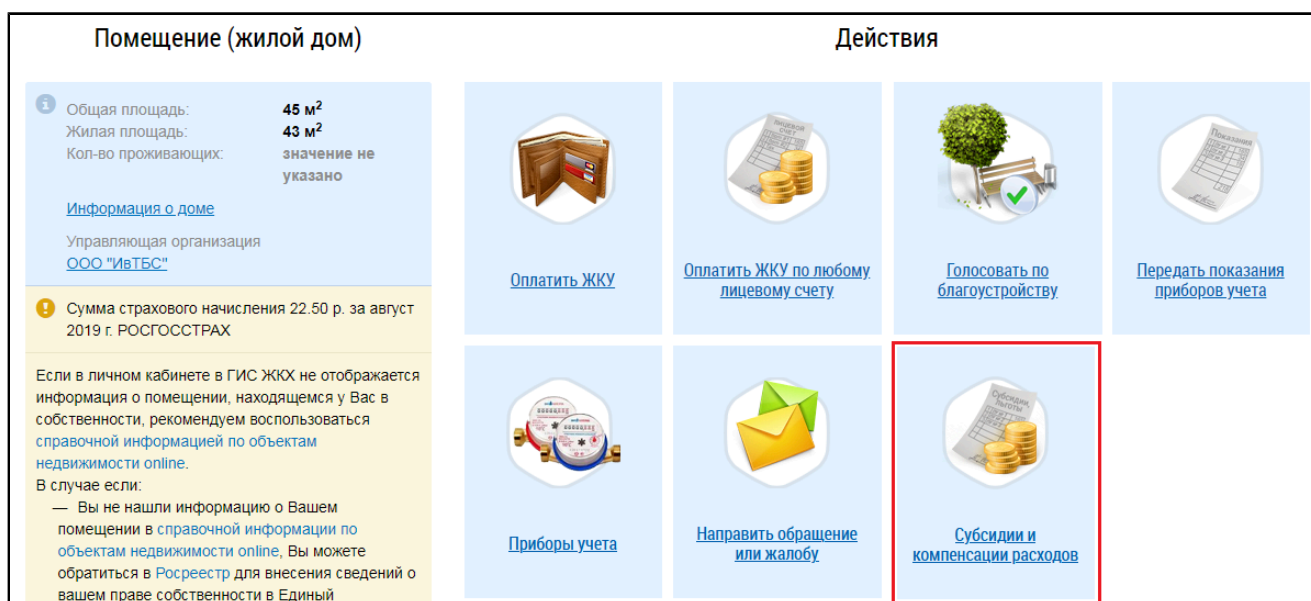 Помещение (жилой дом)
Общая площадь: 45 м²
Жилая площадь: 43 м²
Кол-во проживающих: значение не
указано
Информация о доме
Управляющая организация
ООО "ИвТБС"
Сумма страхового начисления 22.50 р. за август
2019 г. РОСГОССТРАХ
Если в личном кабинете в ГИС ЖКХ не отображается
информация о помещении, находящемся у Вас в
собственности, рекомендуем воспользоваться
справочной информацией по объектам
недвижимости online.
В случае если:
— Вы не нашли информацию о Вашем
помещении в справочной информации по
объектам недвижимости online, Вы можете
обратиться в Росреестр для внесения сведений о
вашем праве собственности в Единый
Действия
Оплатить ЖКУ
ЛИЦЕВОЙ
СЧЕТ
Оплатить ЖКУ по любому
лицевому счету
Голосовать по
благоустройству
Показания
Передать показания
приборов учета
Приборы учета
Направить обращение
или жалобу
Субсидии,
льготы
Субсидии и
компенсации расходов